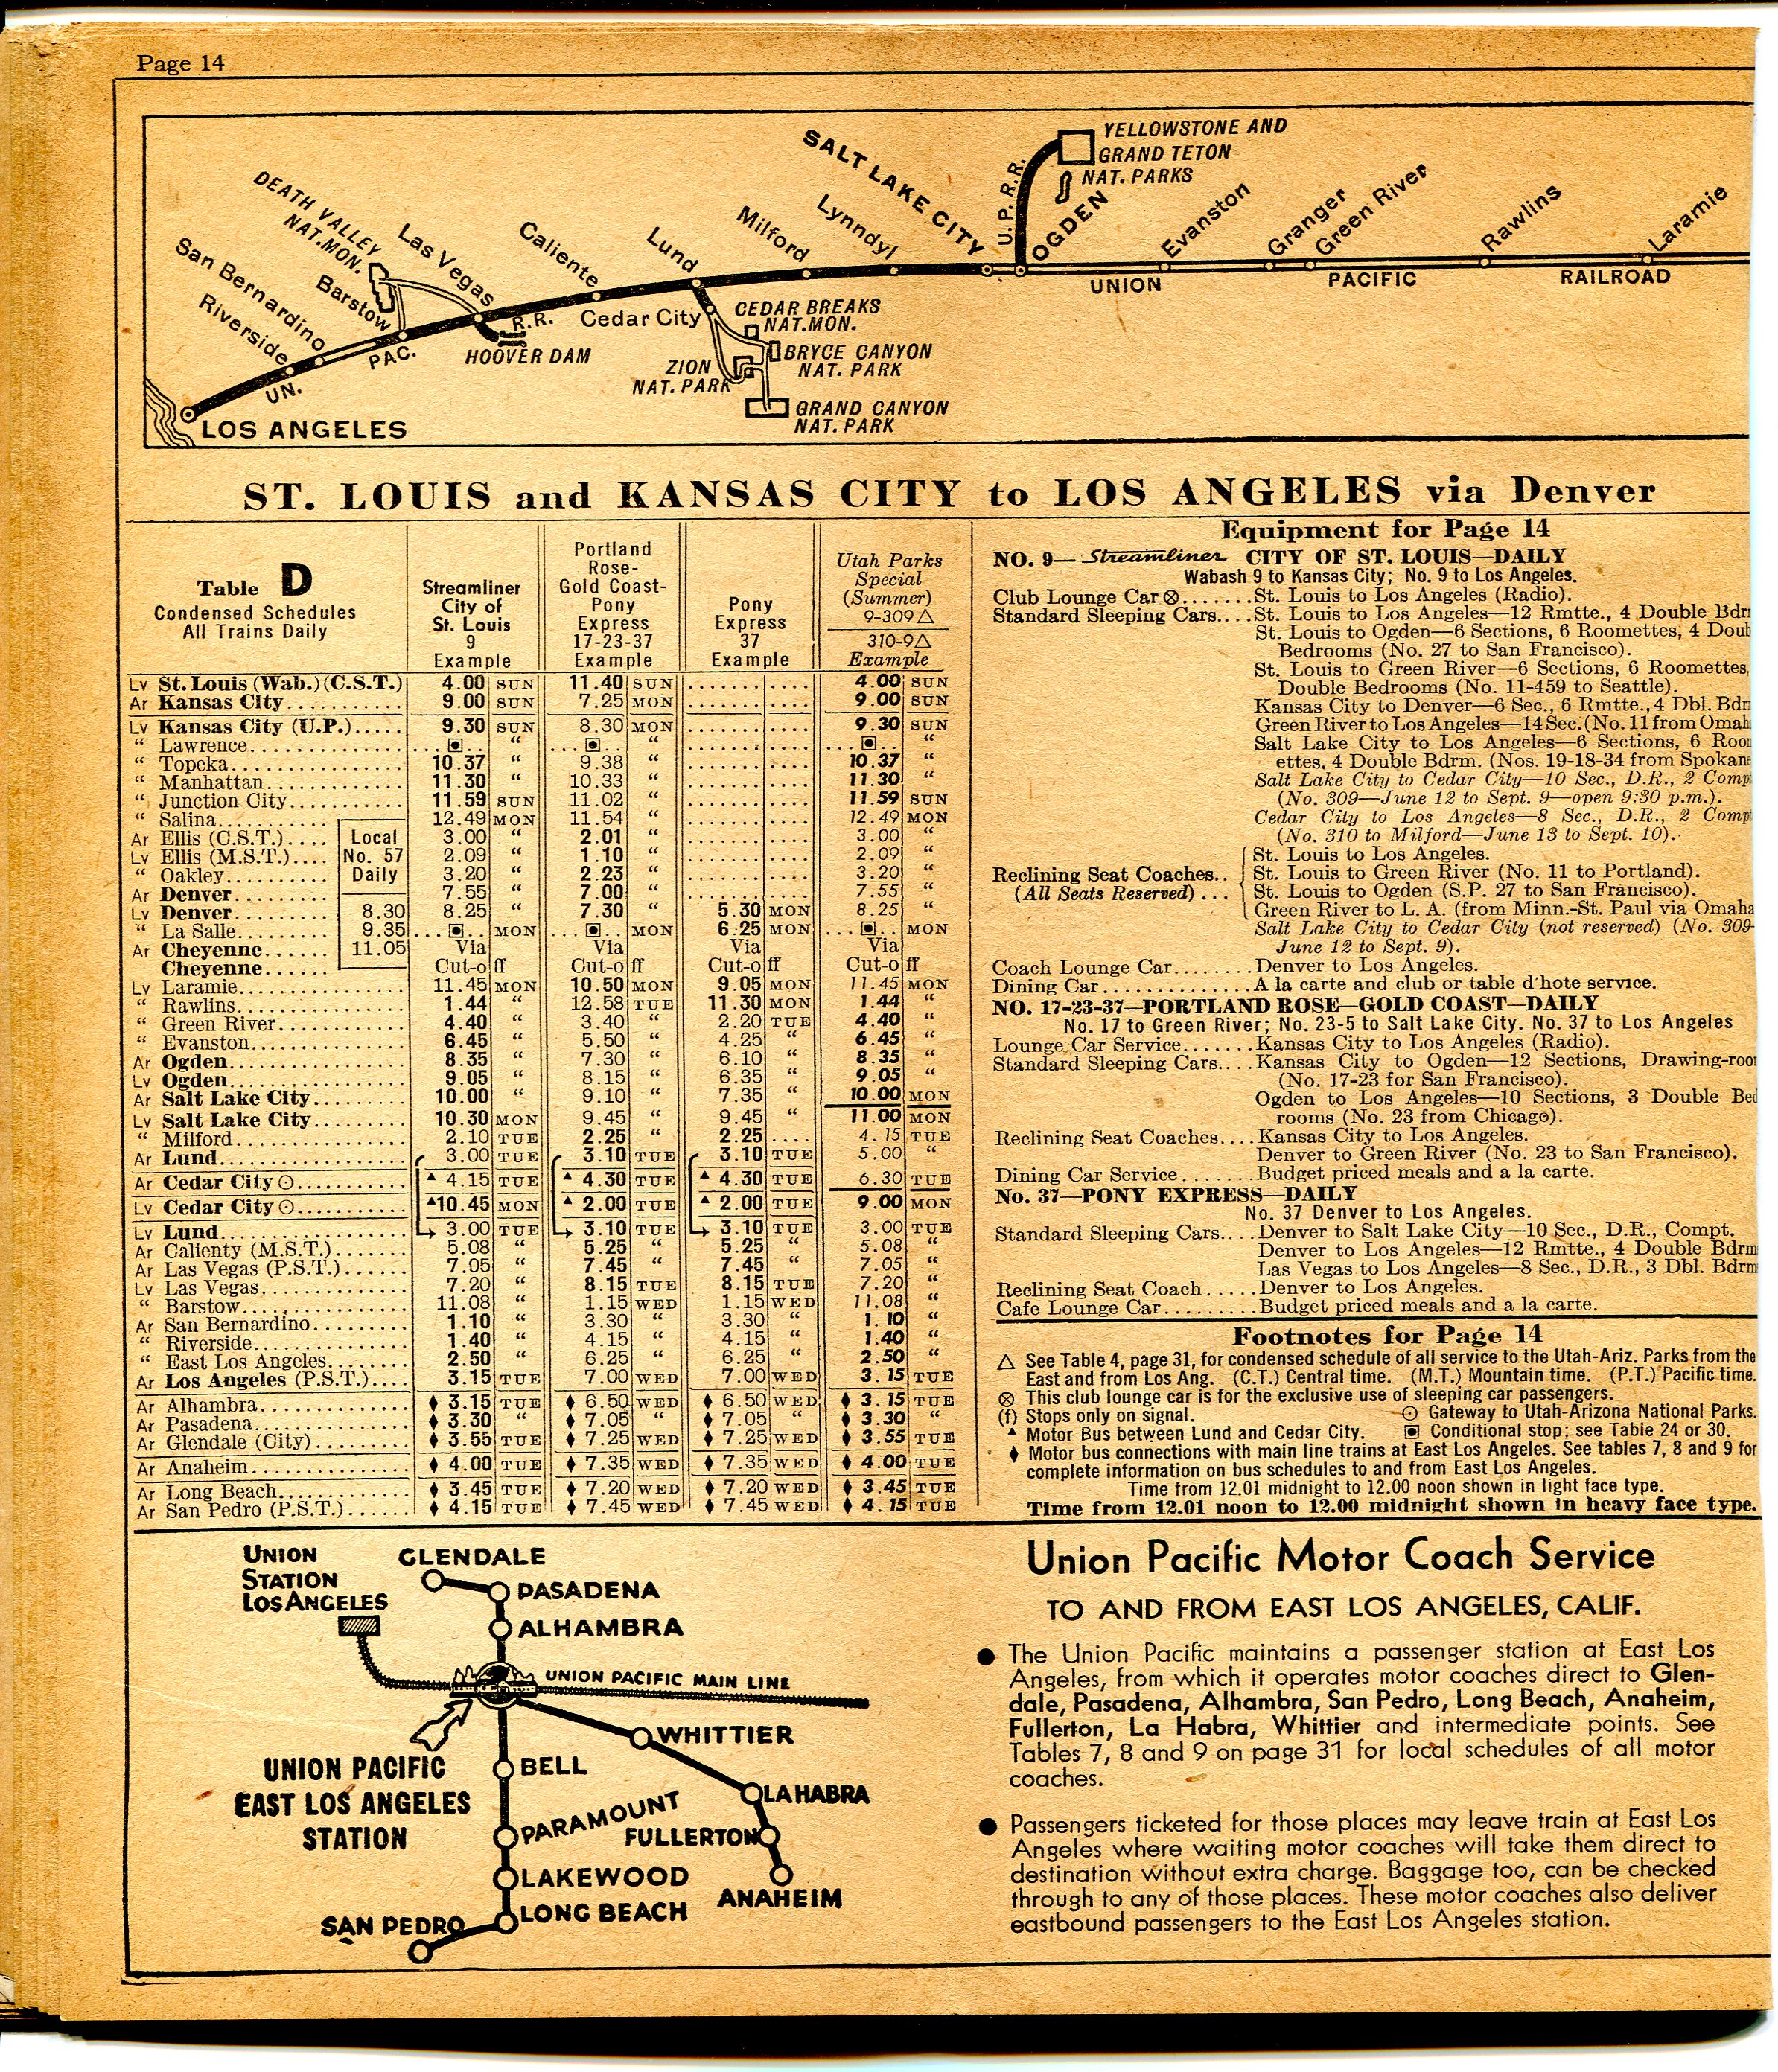 Page 14
YELLOWSTONE AND
GRAND TETON
NAT. PARKS
SALT LAKE CITY
U.P. R.R.
OGDEN
Evanston
Granger
Green River
Rawlins
Laramie
DEATH VALLEY
NAT. MON.
Las Vegas
Caliente
Lund
Milford
Lynndyl
San Bernardino
Riverside
Barstow
UNION PACIFIC RAILROAD
UN. PAC. R.R.
HOOVER DAM
Cedar City
CEDAR BREAKS
NAT. MON.
BRYCE CANYON
NAT. PARK
ZION
NAT. PARK
GRAND CANYON
NAT. PARK
LOS ANGELES
ST. LOUIS and KANSAS CITY to LOS ANGELES via Denver
Table D
Condensed Schedules
All Trains Daily
Streamliner
City of
St. Louis
9
Example
Portland
Rose-
Gold Coast-
Pony
Express
17-23-37
Example
Pony
Express
37
Example
Utah Parks
Special
(Summer)
9-309△
310-9△
Example
Lv St. Louis (Wab.) (C.S.T.) 4.00 SUN 11.40 SUN ....... .... 4.00 SUN
Ar Kansas City........... 9.00 SUN 7.25 MON ....... .... 9.00 SUN
Lv Kansas City (U.P.)..... 9.30 SUN 8.30 MON ....... .... 9.30 SUN
“ Lawrence............... ...▣.. “ ...▣.. “ ....... .... ...▣.. “
“ Topeka................. 10.37 “ 9.38 “ ....... .... 10.37 “
“ Manhattan.............. 11.30 “ 10.33 “ ....... .... 11.30 “
“ Junction City........... 11.59 SUN 11.02 “ ....... .... 11.59 SUN
“ Salina................. 12.49 MON 11.54 “ ....... .... 12.49 MON
Ar Ellis (C.S.T.).... Local 3.00 “ 2.01 “ ....... .... 3.00 “
Lv Ellis (M.S.T.).... No. 57 2.09 “ 1.10 “ ....... .... 2.09 “
“ Oakley.......... Daily 3.20 “ 2.23 “ ....... .... 3.20 “
Ar Denver.......... 7.55 “ 7.00 “ ....... .... 7.55 “
Lv Denver......... 8.30 8.25 “ 7.30 “ 5.30 MON 8.25 “
“ La Salle......... 9.35 ...▣.. MON ...▣.. MON 6.25 MON ...▣.. MON
Ar Cheyenne...... 11.05 Via Via Via Via
Cheyenne...... Cut-off Cut-off Cut-off Cut-off
Lv Laramie............... 11.45 MON 10.50 MON 9.05 MON 11.45 MON
“ Rawlins................ 1.44 “ 12.58 TUE 11.30 MON 1.44 “
“ Green River............ 4.40 “ 3.40 “ 2.20 TUE 4.40 “
“ Evanston............... 6.45 “ 5.50 “ 4.25 “ 6.45 “
Ar Ogden................. 8.35 “ 7.30 “ 6.10 “ 8.35 “
Lv Ogden................. 9.05 “ 8.15 “ 6.35 “ 9.05 “
Ar Salt Lake City......... 10.00 “ 9.10 “ 7.35 “ 10.00 MON
Lv Salt Lake City......... 10.30 MON 9.45 “ 9.45 “ 11.00 MON
“ Milford................ 2.10 TUE 2.25 “ 2.25 .... 4.15 TUE
Ar Lund.................. 3.00 TUE 3.10 TUE 3.10 TUE 5.00 “
Ar Cedar City ⊙........... ▲ 4.15 TUE ▲ 4.30 TUE ▲ 4.30 TUE 6.30 TUE
Lv Cedar City ⊙........... ▲10.45 MON ▲ 2.00 TUE ▲ 2.00 TUE 9.00 MON
Lv Lund.................. 3.00 TUE 3.10 TUE 3.10 TUE 3.00 TUE
Ar Calienty (M.S.T.)....... 5.08 “ 5.25 “ 5.25 “ 5.08 “
Ar Las Vegas (P.S.T.)...... 7.05 “ 7.45 “ 7.45 “ 7.05 “
Lv Las Vegas.............. 7.20 “ 8.15 TUE 8.15 TUE 7.20 “
“ Barstow................ 11.08 “ 1.15 WED 1.15 WED 11.08 “
Ar San Bernardino......... 1.10 “ 3.30 “ 3.30 “ 1.10 “
“ Riverside............... 1.40 “ 4.15 “ 4.15 “ 1.40 “
“ East Los Angeles........ 2.50 “ 6.25 “ 6.25 “ 2.50 “
Ar Los Angeles (P.S.T.).... 3.15 TUE 7.00 WED 7.00 WED 3.15 TUE
Ar Alhambra.............. ♦ 3.15 TUE ♦ 6.50 WED ♦ 6.50 WED ♦ 3.15 TUE
Ar Pasadena............... ♦ 3.30 “ ♦ 7.05 “ ♦ 7.05 “ ♦ 3.30 “
Ar Glendale (City)......... ♦ 3.55 TUE ♦ 7.25 WED ♦ 7.25 WED ♦ 3.55 TUE
Ar Anaheim............... ♦ 4.00 TUE ♦ 7.35 WED ♦ 7.35 WED ♦ 4.00 TUE
Ar Long Beach............ ♦ 3.45 TUE ♦ 7.20 WED ♦ 7.20 WED ♦ 3.45 TUE
Ar San Pedro (P.S.T.)...... ♦ 4.15 TUE ♦ 7.45 WED ♦ 7.45 WED ♦ 4.15 TUE
Equipment for Page 14
NO. 9—Streamliner CITY OF ST. LOUIS—DAILY
Wabash 9 to Kansas City; No. 9 to Los Angeles.
Club Lounge Car ⊗.......St. Louis to Los Angeles (Radio).
Standard Sleeping Cars....St. Louis to Los Angeles—12 Rmtte., 4 Double Bdr
St. Louis to Ogden—6 Sections, 6 Roomettes, 4 Doub
Bedrooms (No. 27 to San Francisco).
St. Louis to Green River—6 Sections, 6 Roomettes,
Double Bedrooms (No. 11-459 to Seattle).
Kansas City to Denver—6 Sec., 6 Rmtte., 4 Dbl. Bdr
Green River to Los Angeles—14 Sec. (No. 11 from Omah
Salt Lake City to Los Angeles—6 Sections, 6 Roo
ettes, 4 Double Bdrm. (Nos. 19-18-34 from Spokane
Salt Lake City to Cedar City—10 Sec., D.R., 2 Comp
(No. 309—June 12 to Sept. 9—open 9:30 p.m.).
Cedar City to Los Angeles—8 Sec., D.R., 2 Comp
(No. 310 to Milford—June 13 to Sept. 10).
St. Louis to Los Angeles.
Reclining Seat Coaches.. St. Louis to Green River (No. 11 to Portland).
(All Seats Reserved) ... St. Louis to Ogden (S.P. 27 to San Francisco).
Green River to L. A. (from Minn.-St. Paul via Omaha
Salt Lake City to Cedar City (not reserved) (No. 309-
June 12 to Sept. 9).
Coach Lounge Car........Denver to Los Angeles.
Dining Car..............A la carte and club or table d'hote service.
NO. 17-23-37—PORTLAND ROSE—GOLD COAST—DAILY
No. 17 to Green River; No. 23-5 to Salt Lake City. No. 37 to Los Angeles
Lounge Car Service.......Kansas City to Los Angeles (Radio).
Standard Sleeping Cars....Kansas City to Ogden—12 Sections, Drawing-roo
(No. 17-23 for San Francisco).
Ogden to Los Angeles—10 Sections, 3 Double Bed
rooms (No. 23 from Chicago).
Reclining Seat Coaches....Kansas City to Los Angeles.
Denver to Green River (No. 23 to San Francisco).
Dining Car Service........Budget priced meals and a la carte.
No. 37—PONY EXPRESS—DAILY
No. 37 Denver to Los Angeles.
Standard Sleeping Cars....Denver to Salt Lake City—10 Sec., D.R., Compt.
Denver to Los Angeles—12 Rmtte., 4 Double Bdrm
Las Vegas to Los Angeles—8 Sec., D.R., 3 Dbl. Bdrm
Reclining Seat Coach.....Denver to Los Angeles.
Cafe Lounge Car.........Budget priced meals and a la carte.
Footnotes for Page 14
△ See Table 4, page 31, for condensed schedule of all service to the Utah-Ariz. Parks from the
East and from Los Ang. (C.T.) Central time. (M.T.) Mountain time. (P.T.) Pacific time.
⊗ This club lounge car is for the exclusive use of sleeping car passengers.
(f) Stops only on signal. ⊙ Gateway to Utah-Arizona National Parks.
▲ Motor Bus between Lund and Cedar City. ▣ Conditional stop; see Table 24 or 30.
♦ Motor bus connections with main line trains at East Los Angeles. See tables 7, 8 and 9 for
complete information on bus schedules to and from East Los Angeles.
Time from 12.01 midnight to 12.00 noon shown in light face type.
Time from 12.01 noon to 12.00 midnight shown in heavy face type.
UNION
STATION
LOS ANGELES
GLENDALE
PASADENA
ALHAMBRA
UNION PACIFIC MAIN LINE
WHITTIER
UNION PACIFIC
EAST LOS ANGELES
STATION
BELL
LA HABRA
PARAMOUNT
FULLERTON
LAKEWOOD
ANAHEIM
LONG BEACH
SAN PEDRO
Union Pacific Motor Coach Service
TO AND FROM EAST LOS ANGELES, CALIF.
● The Union Pacific maintains a passenger station at East Los
Angeles, from which it operates motor coaches direct to Glen-
dale, Pasadena, Alhambra, San Pedro, Long Beach, Anaheim,
Fullerton, La Habra, Whittier and intermediate points. See
Tables 7, 8 and 9 on page 31 for local schedules of all motor
coaches.
● Passengers ticketed for those places may leave train at East Los
Angeles where waiting motor coaches will take them direct to
destination without extra charge. Baggage too, can be checked
through to any of those places. These motor coaches also deliver
eastbound passengers to the East Los Angeles station.